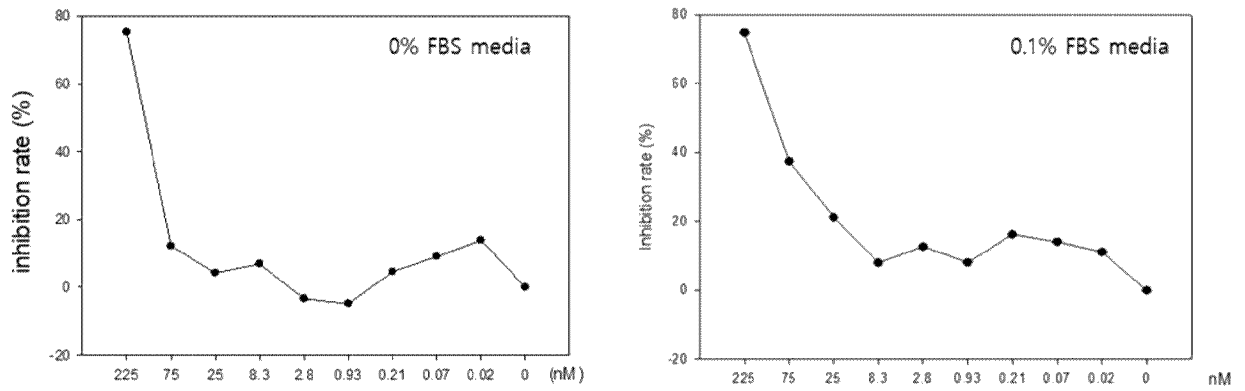 80
60
40
20
0
-20
inhibition rate (%)
0% FBS media
225 75 25 8.3 2.8 0.93 0.21 0.07 0.02 0 (nM)
80
60
40
20
0
-20
Inhibition rate (%)
0.1% FBS media
225 75 25 8.3 2.8 0.93 0.21 0.07 0.02 0 nM